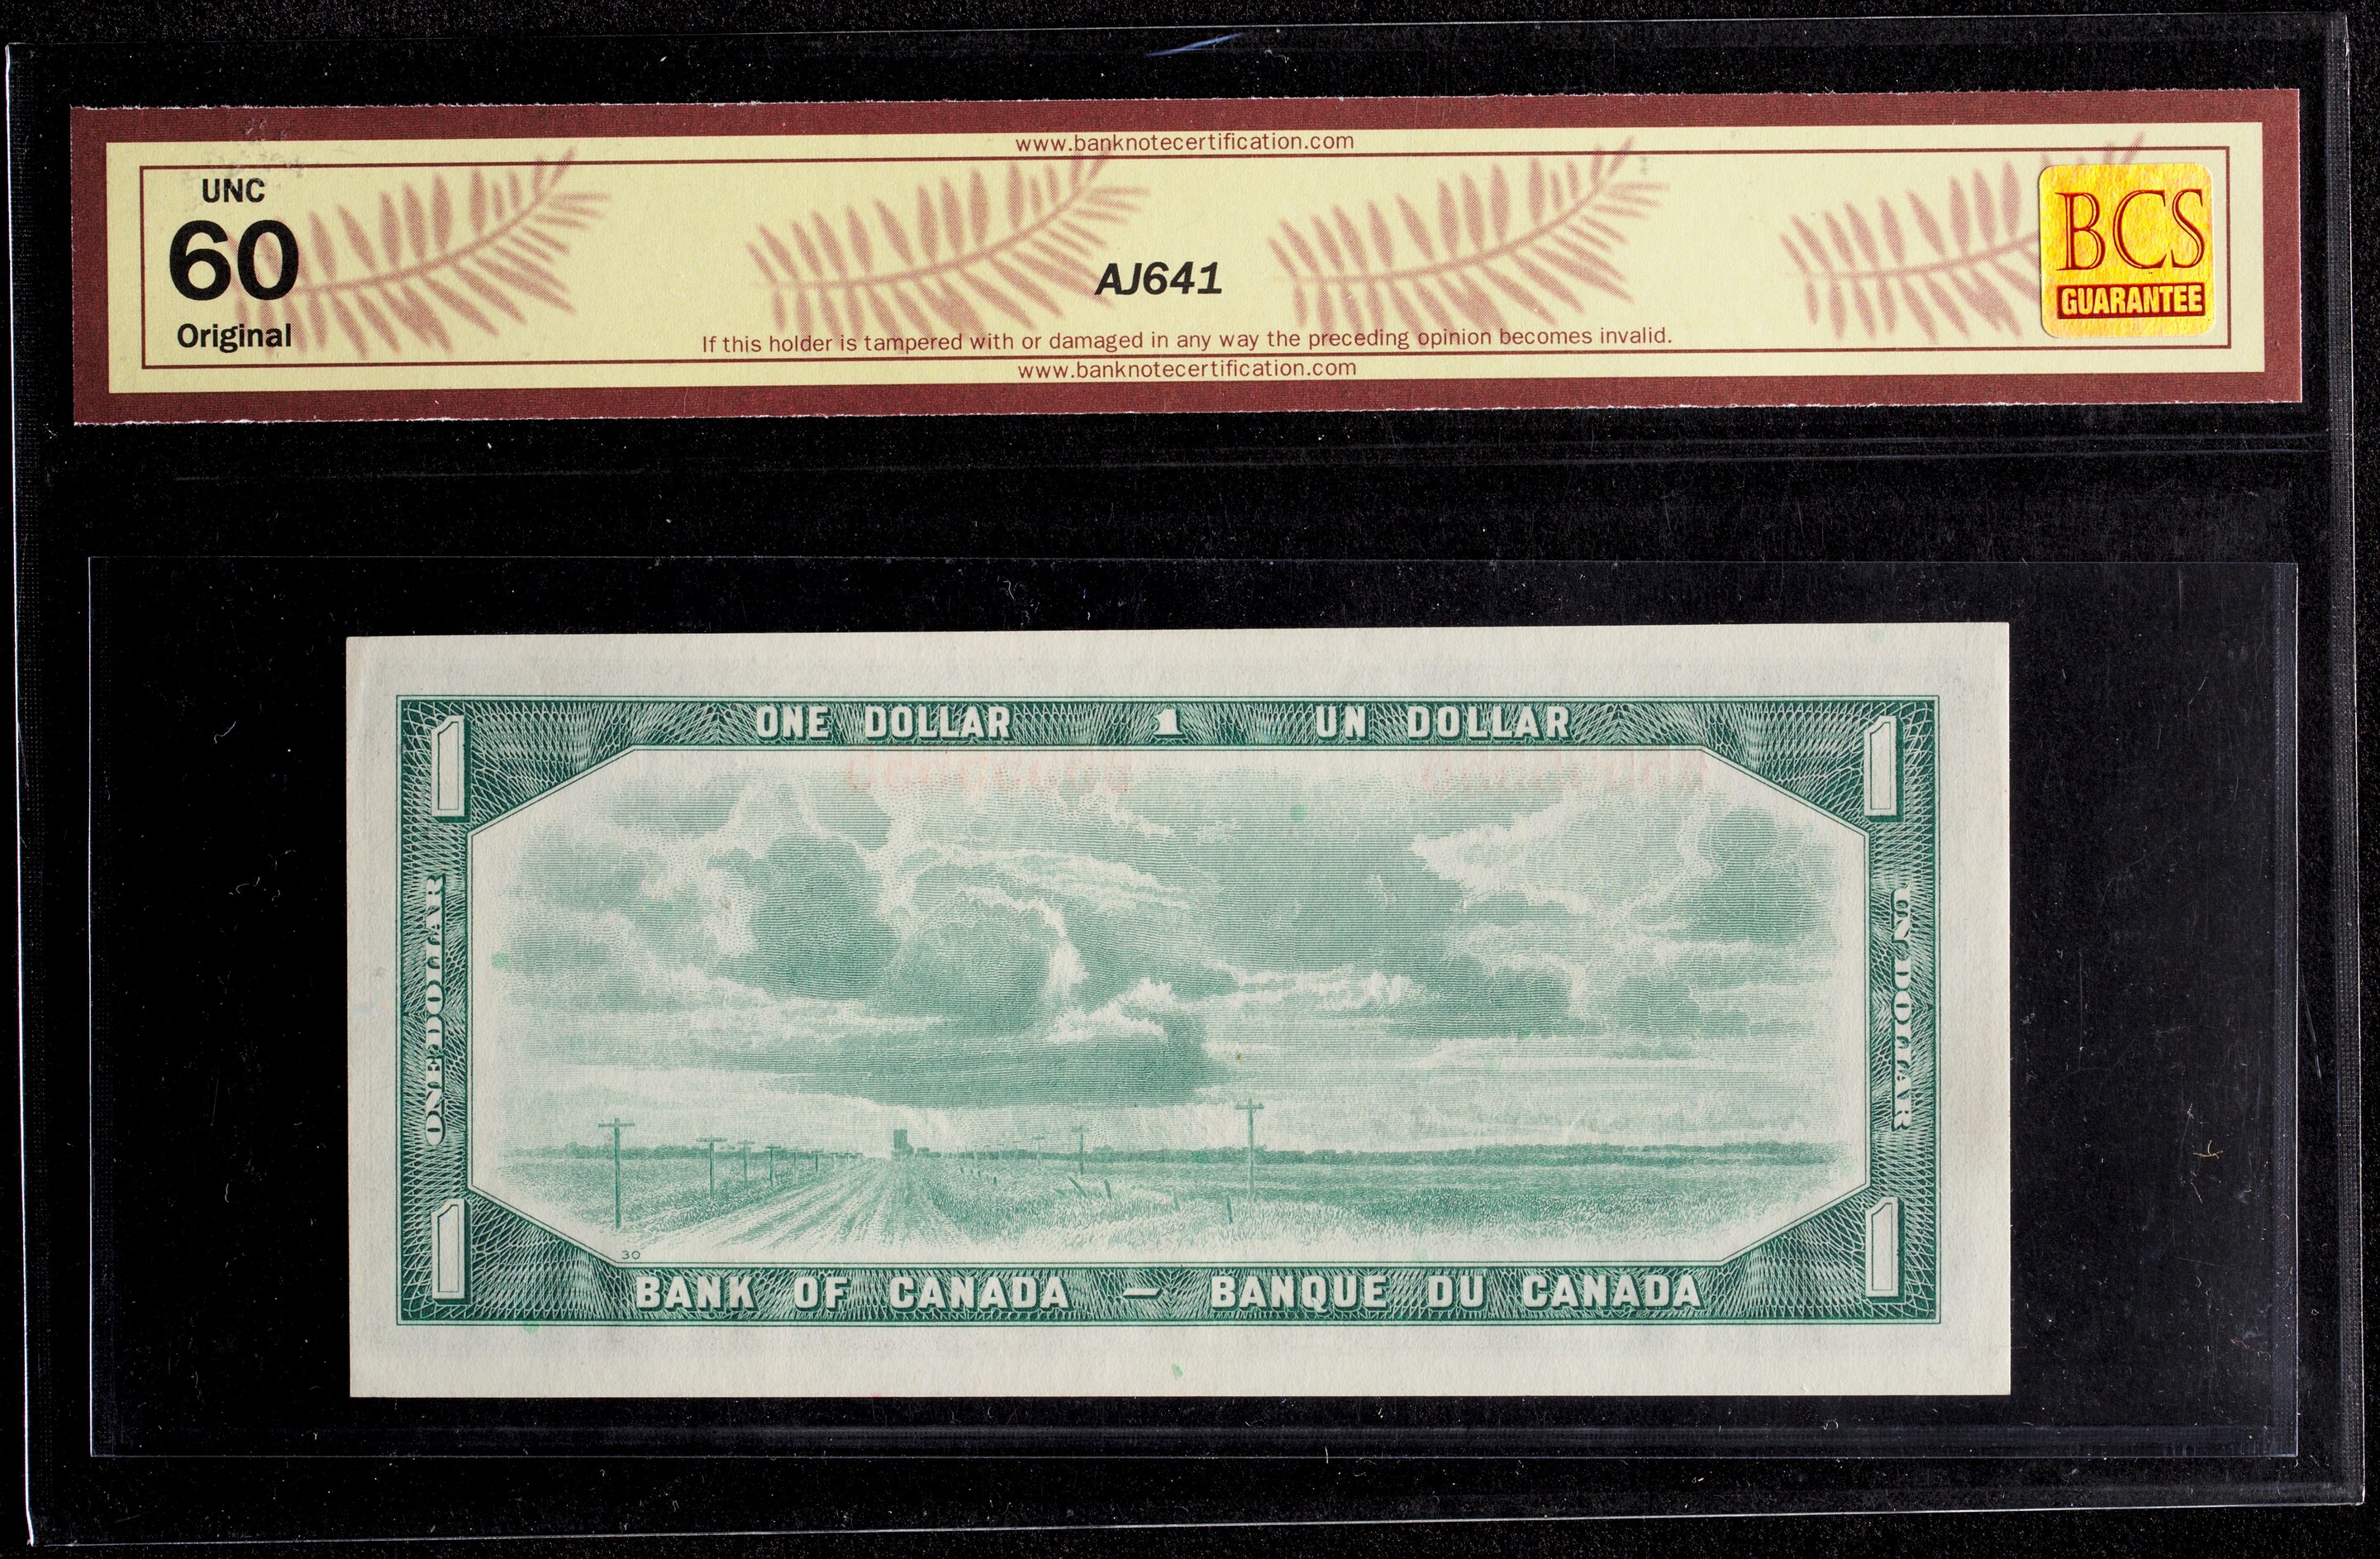 www.banknotecertification.com
UNC
60
Original
AJ641
BCS
GUARANTEE
If this holder is tampered with or damaged in any way the preceding opinion becomes invalid.
www.banknotecertification.com
ONE DOLLAR 1 UN DOLLAR
1
1
ONE DOLLAR
UN DOLLAR
1
1
30
BANK OF CANADA — BANQUE DU CANADA